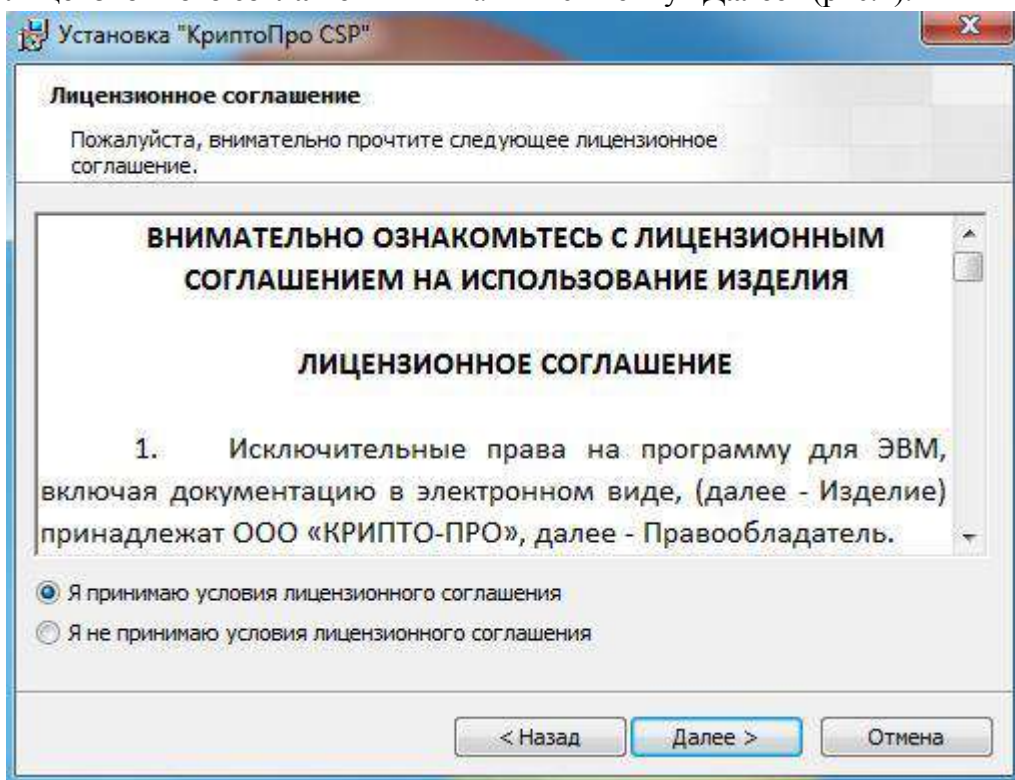 Установка "КриптоПро CSP"
Лицензионное соглашение
Пожалуйста, внимательно прочтите следующее лицензионное
соглашение.
ВНИМАТЕЛЬНО ОЗНАКОМЬТЕСЬ С ЛИЦЕНЗИОННЫМ
СОГЛАШЕНИЕМ НА ИСПОЛЬЗОВАНИЕ ИЗДЕЛИЯ
ЛИЦЕНЗИОННОЕ СОГЛАШЕНИЕ
1. Исключительные права на программу для ЭВМ,
включая документацию в электронном виде, (далее - Изделие)
принадлежат ООО «КРИПТО-ПРО», далее - Правообладатель.
Я принимаю условия лицензионного соглашения
Я не принимаю условия лицензионного соглашения
< Назад Далее > Отмена